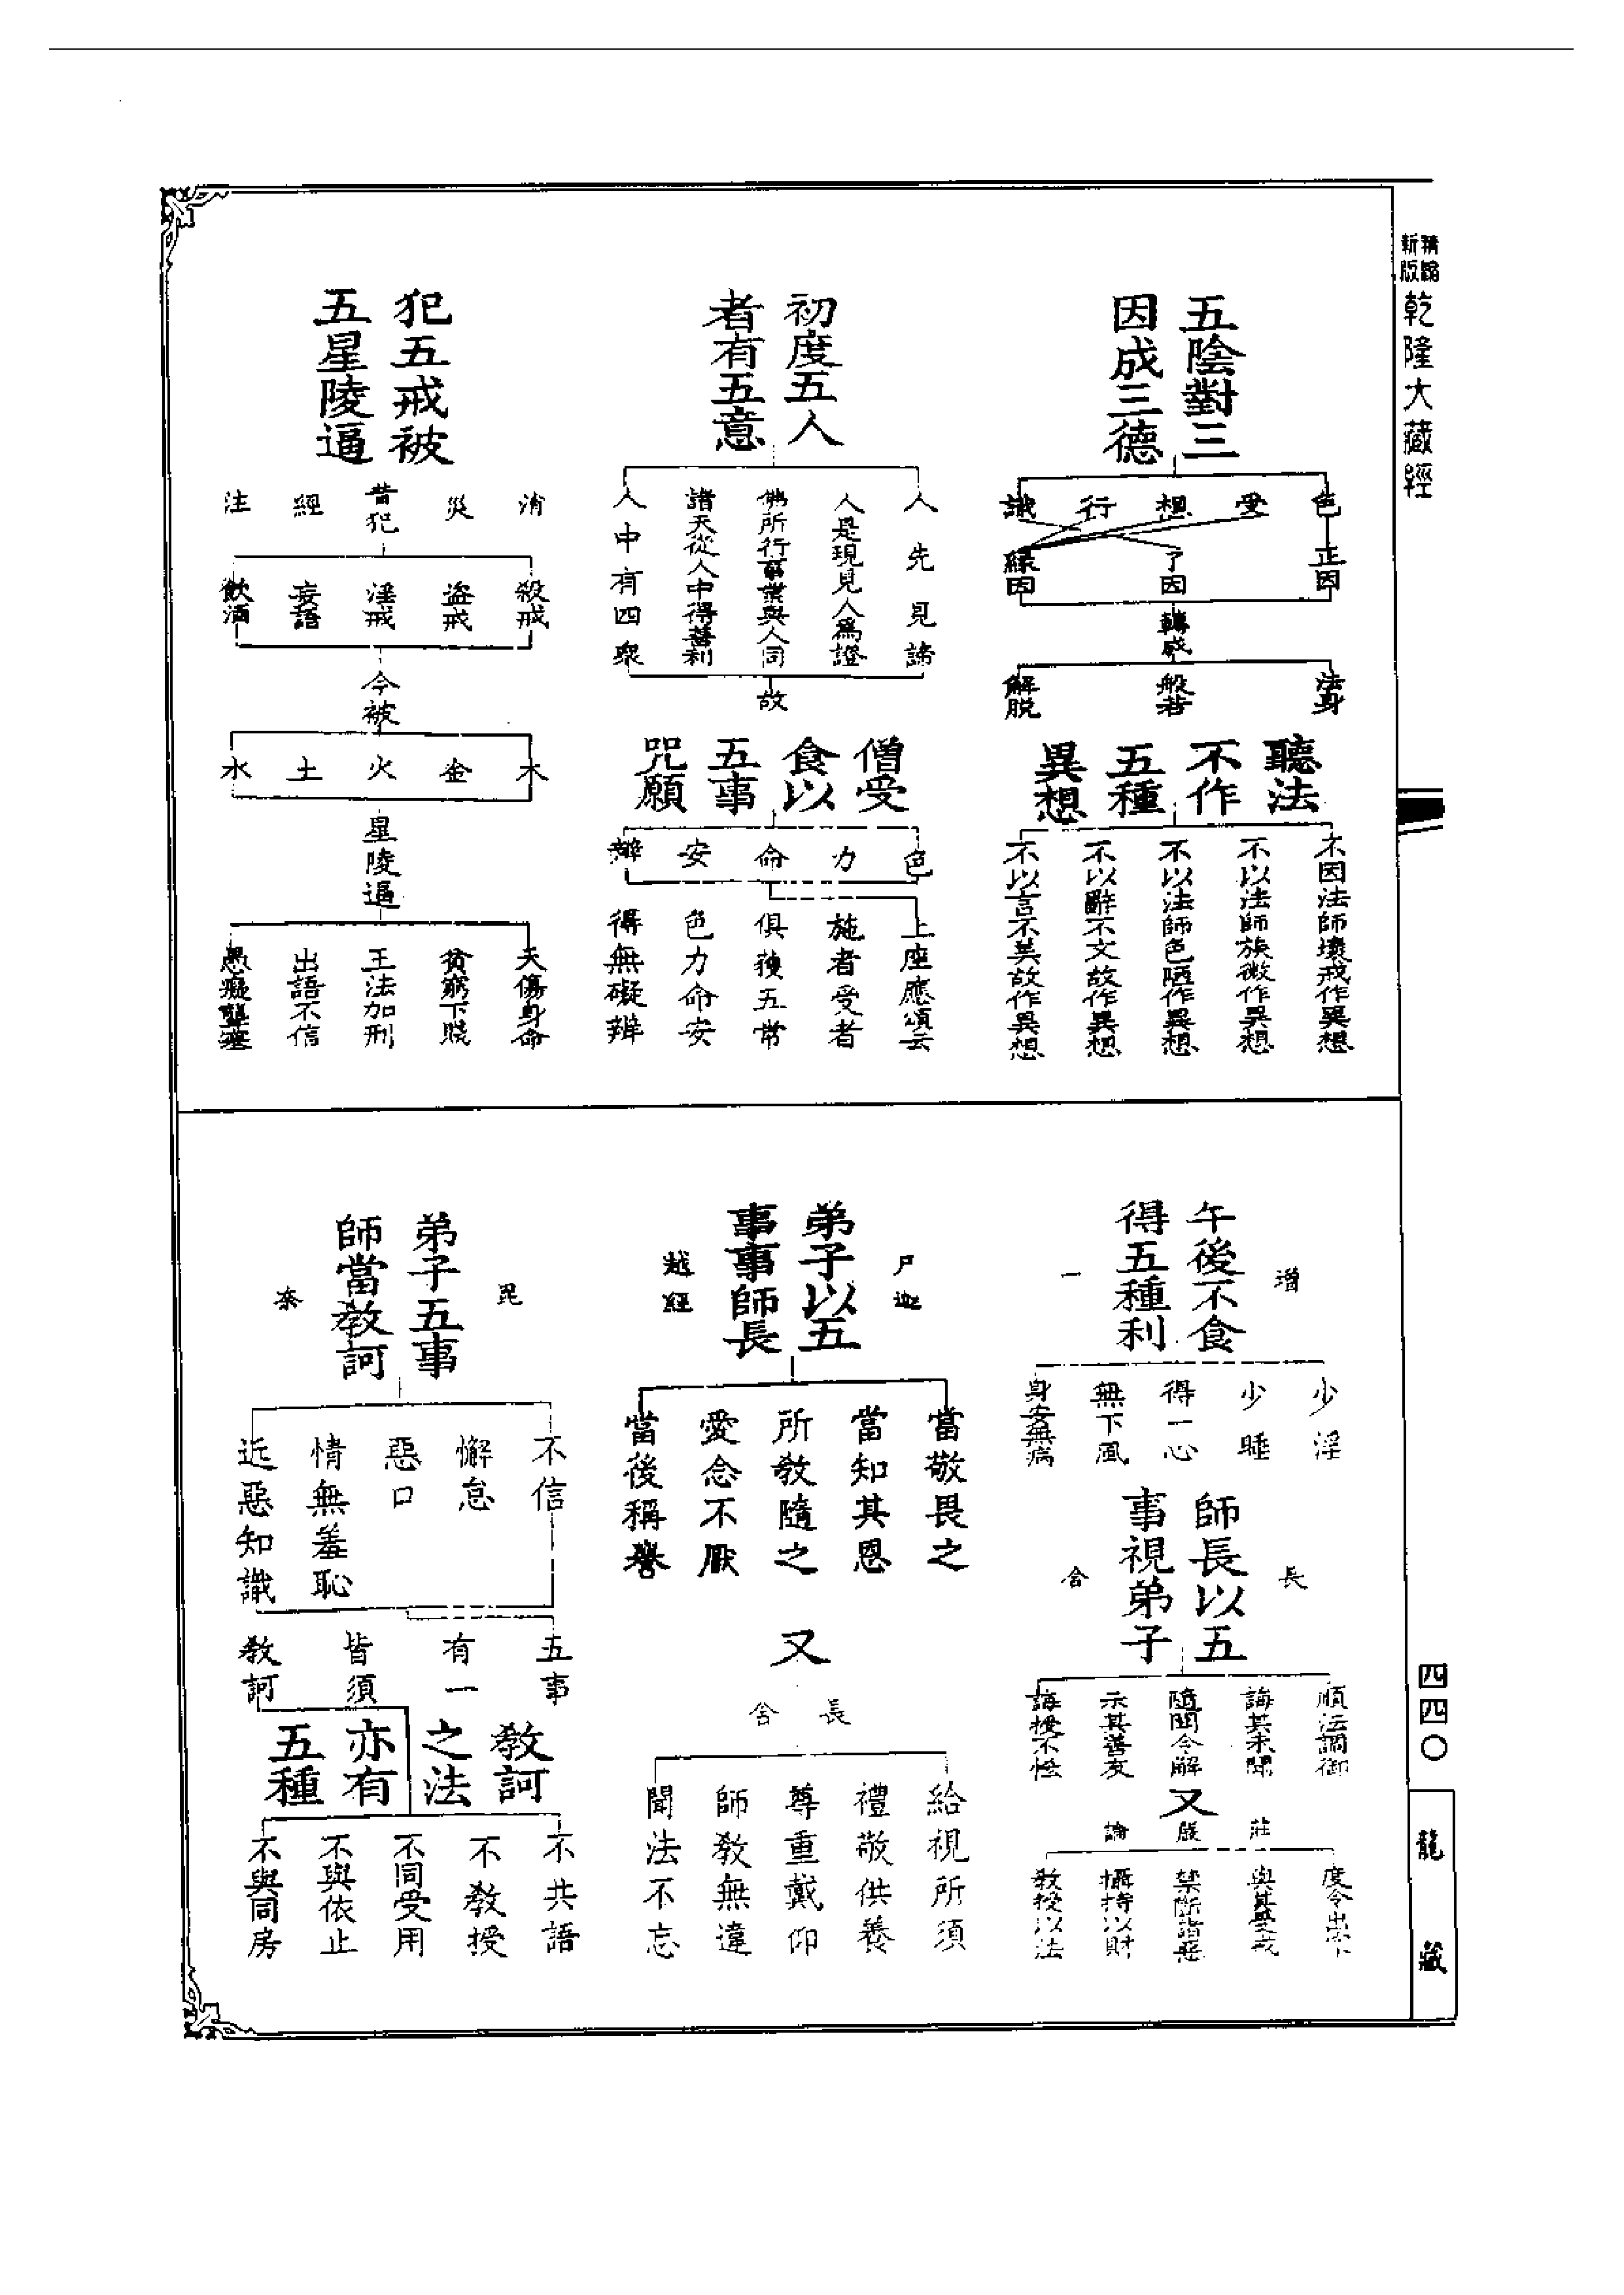 精縮
新版
乾隆大藏經
五陰對三
因成三德
色
受
想
行
識
正因
了因
緣因
轉成
法身
般若
解脫
聽法
不作
五種
異想
不因法師壞戒作異想
不以法師族微作異想
不以法師色陋作異想
不以辭不文故作異想
不以言不美故作異想
初度五人
者有五意
人先見諦
人是現見人為證
佛所行事業與人同
諸天從人中得善利
人中有四眾
故
僧受
食以
五事
咒願
色
力
命
安
辯
上座應頌云
施者受者
俱獲五常
色力命安
得無礙辯
犯五戒被
五星陵逼
消
災
經
注
昔犯
殺戒
盜戒
淫戒
妄語
飲酒
今被
木
金
火
土
水
星陵逼
夭傷身命
貧窮下賤
王法加刑
出語不信
愚癡
午後不食
得五種利
增
一
少淫
少睡
得一心
無下風
身安無病
師長以五
事視弟子
長
含
順法調御
誨其未聞
隨聞令解
示其善友
誨授不悋
又
莊
嚴
論
度令出家
與其受戒
禁斷諸惡
攝持以財
教授以法
弟子以五
事事師長
尸迦
越經
當敬畏之
當知其恩
所教隨之
愛念不厭
當後稱譽
又
長
含
給視所須
禮敬供養
尊重戴仰
師教無違
聞法不忘
弟子五事
師當教訶
毘
奈
不信
懈怠
惡口
情無羞恥
近惡知識
五事
有一
皆須
教訶
教訶
之法
亦有
五種
不共語
不教授
不同受用
不與依止
不與同房
四四〇
龍藏